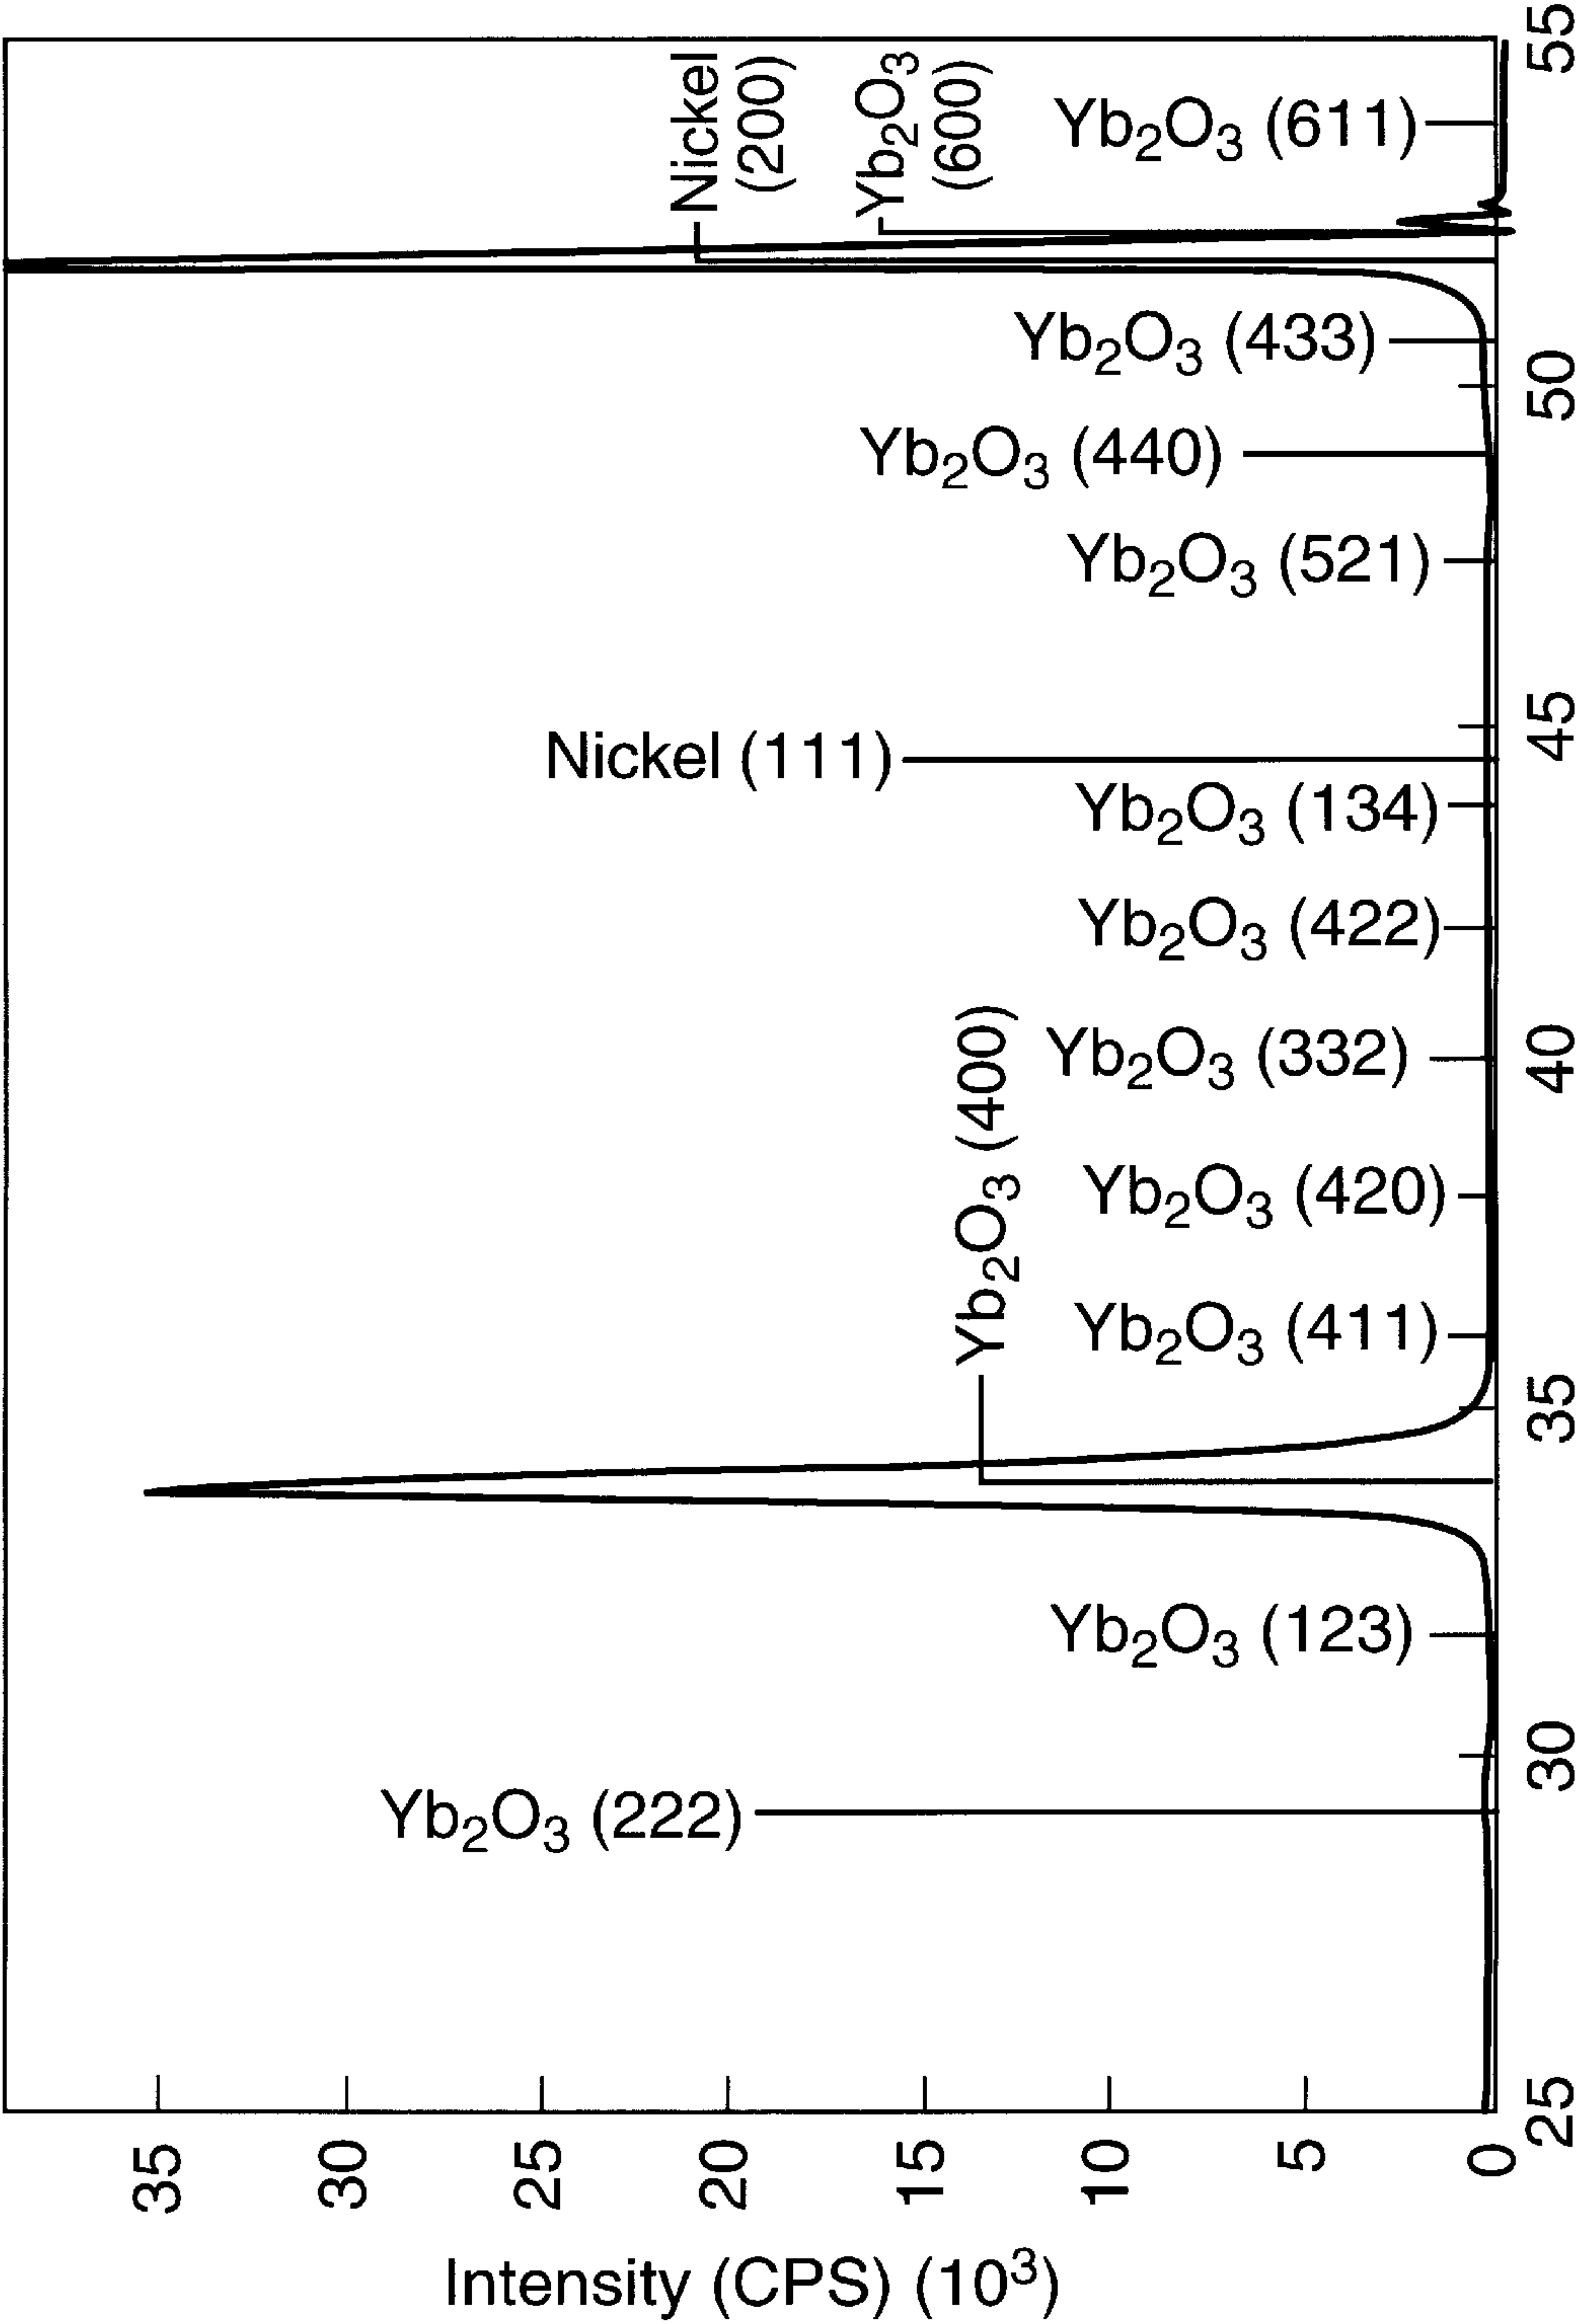 Intensity (CPS) (10³)
35
30
25
20
15
10
5
0
25
30
35
40
45
50
55
Yb₂O₃ (222)
Yb₂O₃ (123)
Yb₂O₃ (400)
Yb₂O₃ (411)
Yb₂O₃ (420)
Yb₂O₃ (332)
Yb₂O₃ (422)
Yb₂O₃ (134)
Nickel (111)
Yb₂O₃ (521)
Yb₂O₃ (440)
Yb₂O₃ (433)
Nickel
(200)
Yb₂O₃
(600)
Yb₂O₃ (611)